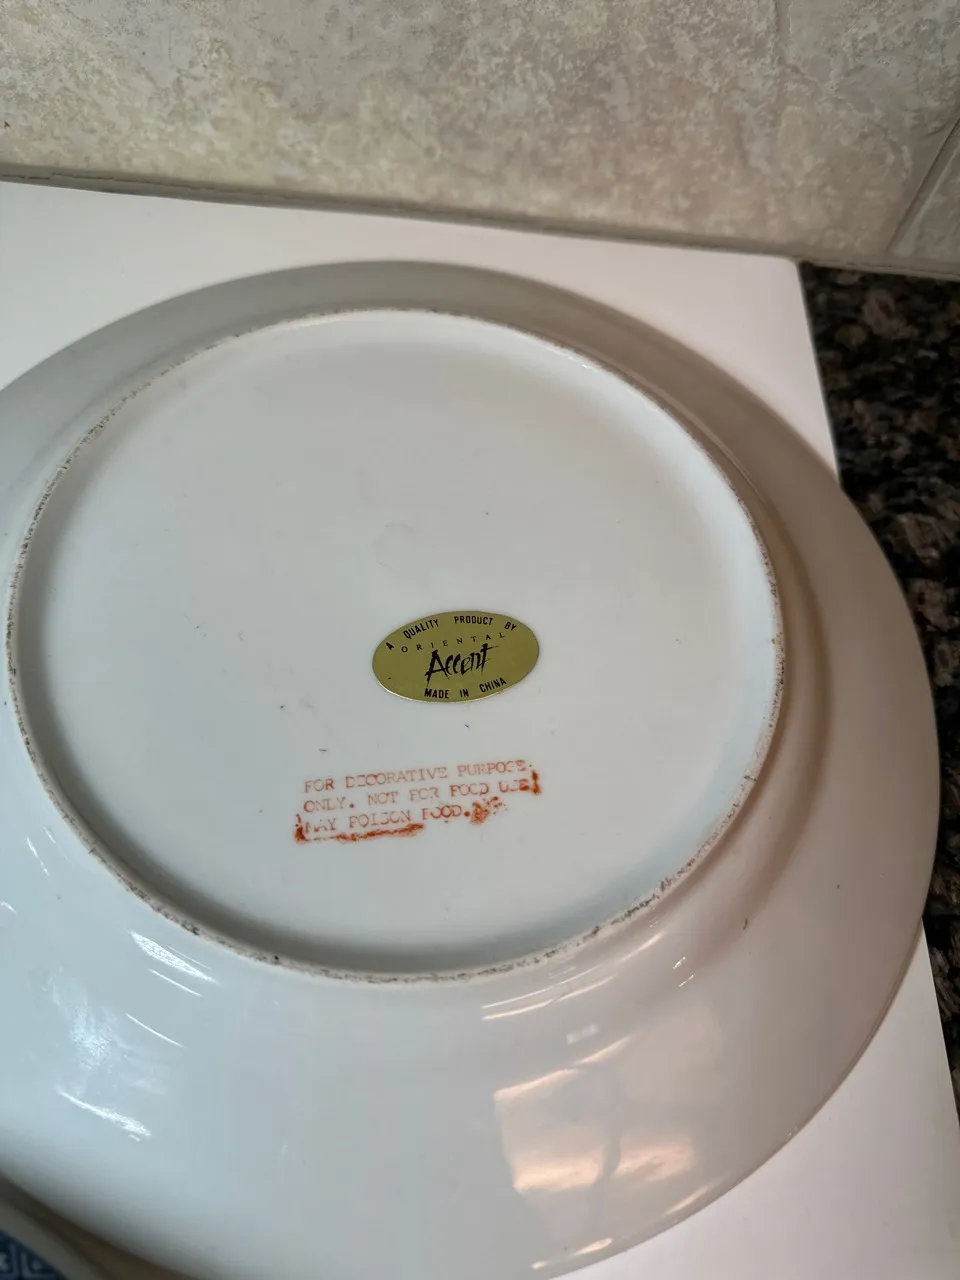 A QUALITY PRODUCT BY
ORIENTAL
Accent
MADE IN CHINA
FOR DECORATIVE PURPOSE
ONLY. NOT FOR FOOD USE
MAY POISON FOOD.